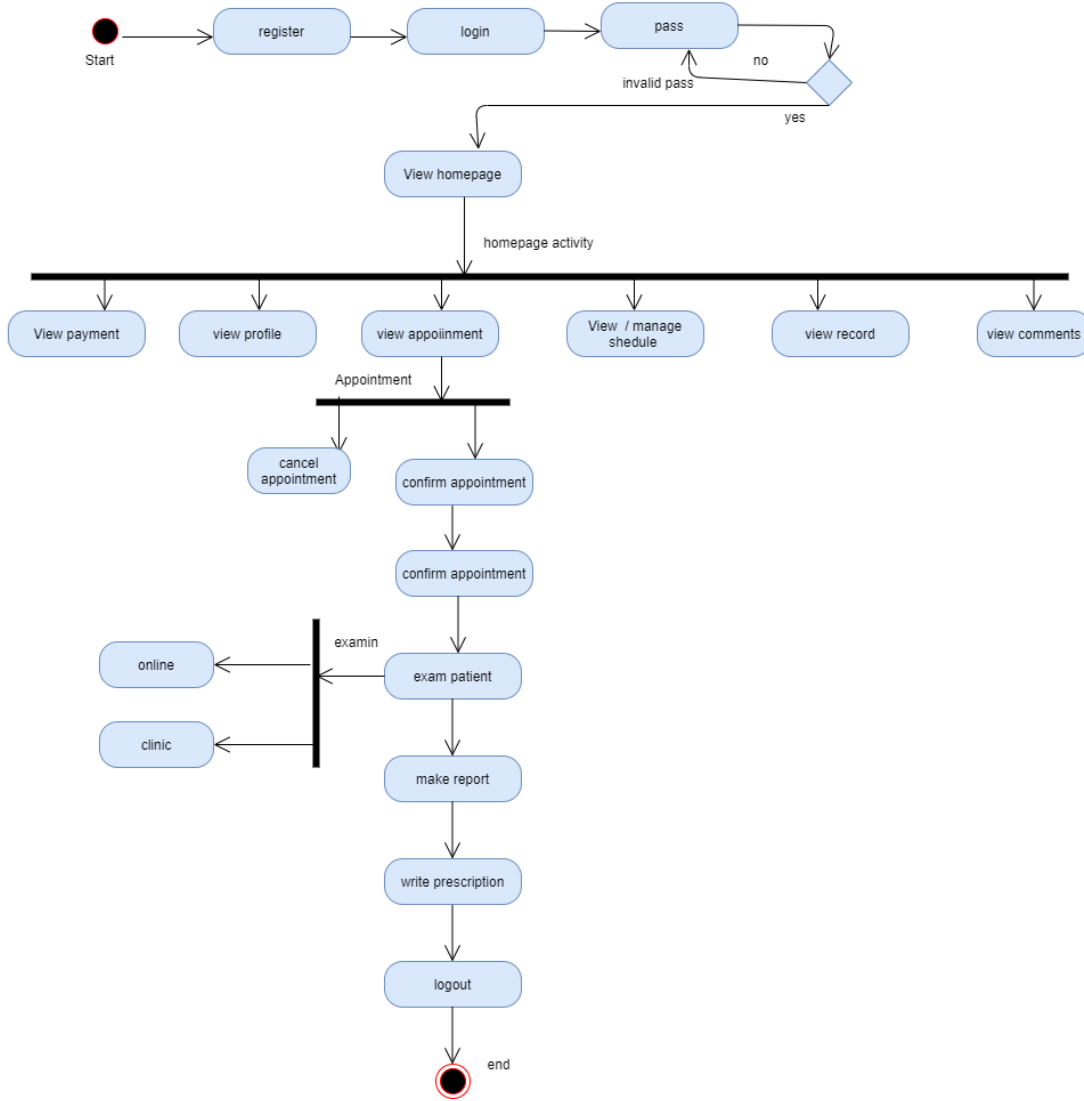 register
login
pass
Start
no
invalid pass
yes
View homepage
homepage activity
View payment
view profile
view appoiinment
View / manage
shedule
view record
view comments
Appointment
cancel
appointment
confirm appointment
confirm appointment
examin
online
exam patient
clinic
make report
write prescription
logout
end